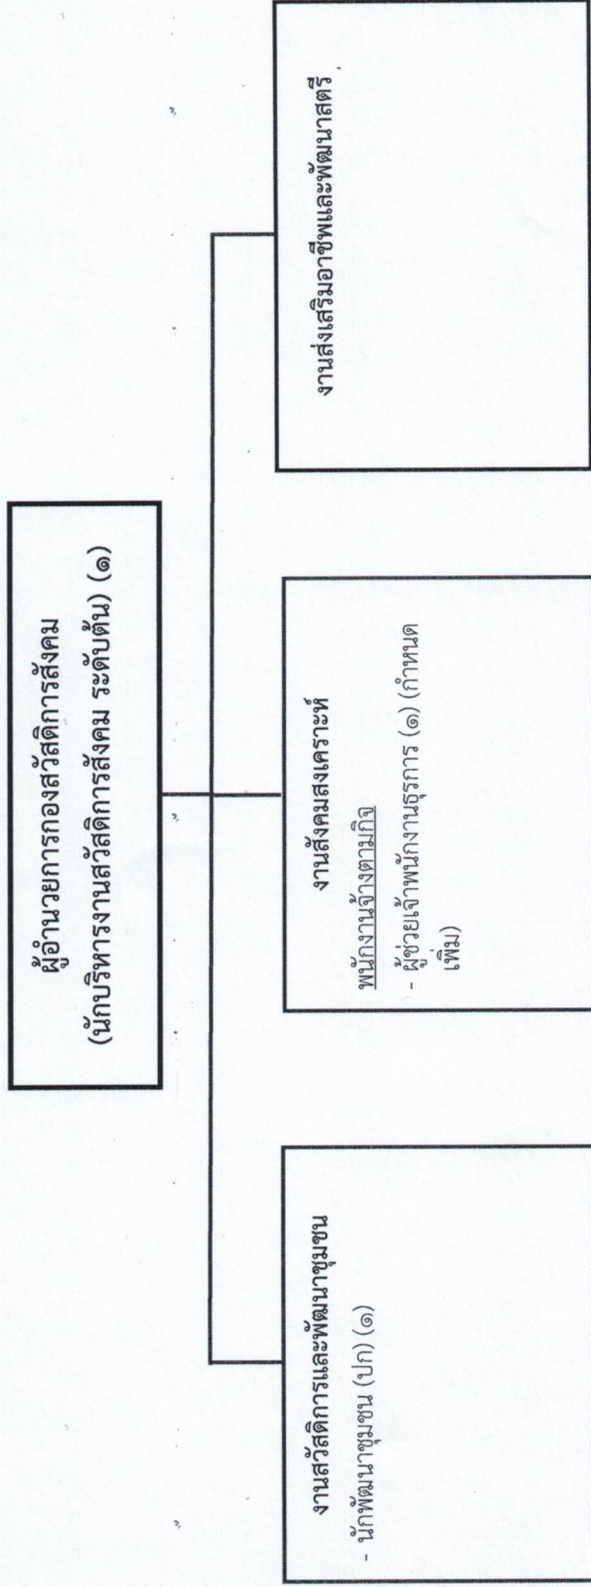 ผู้อำนวยการกองสวัสดิการสังคม
(นักบริหารงานสวัสดิการสังคม ระดับต้น) (๑)
งานสวัสดิการและพัฒนาชุมชน
- นักพัฒนาชุมชน (ปก) (๑)
งานสังคมสงเคราะห์
พนักงานจ้างตามภกิจ
- ผู้ช่วยเจ้าพนักงานธุรการ (๑) (กำหนด
เพิ่ม)
งานส่งเสริมอาชีพและพัฒนาสตรี